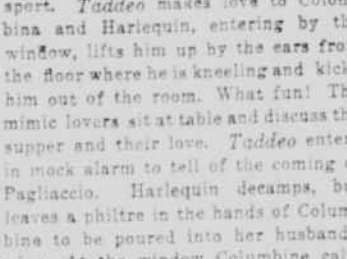 sport. Taddeo makes love to Colum
bina and Harlequin, entering by th
window, lifts him up by the ears fro
the floor where he is kneeling and kick
him out of the room. What fun! Th
mimic lovers sit at table and discuss th
supper and their love. Taddeo enter
in mock alarm to tell of the coming o
Pagliaccio. Harlequin decamps, bu
leaves a philtre in the hands of Colum
bine to be poured into her husband
the window Columbine